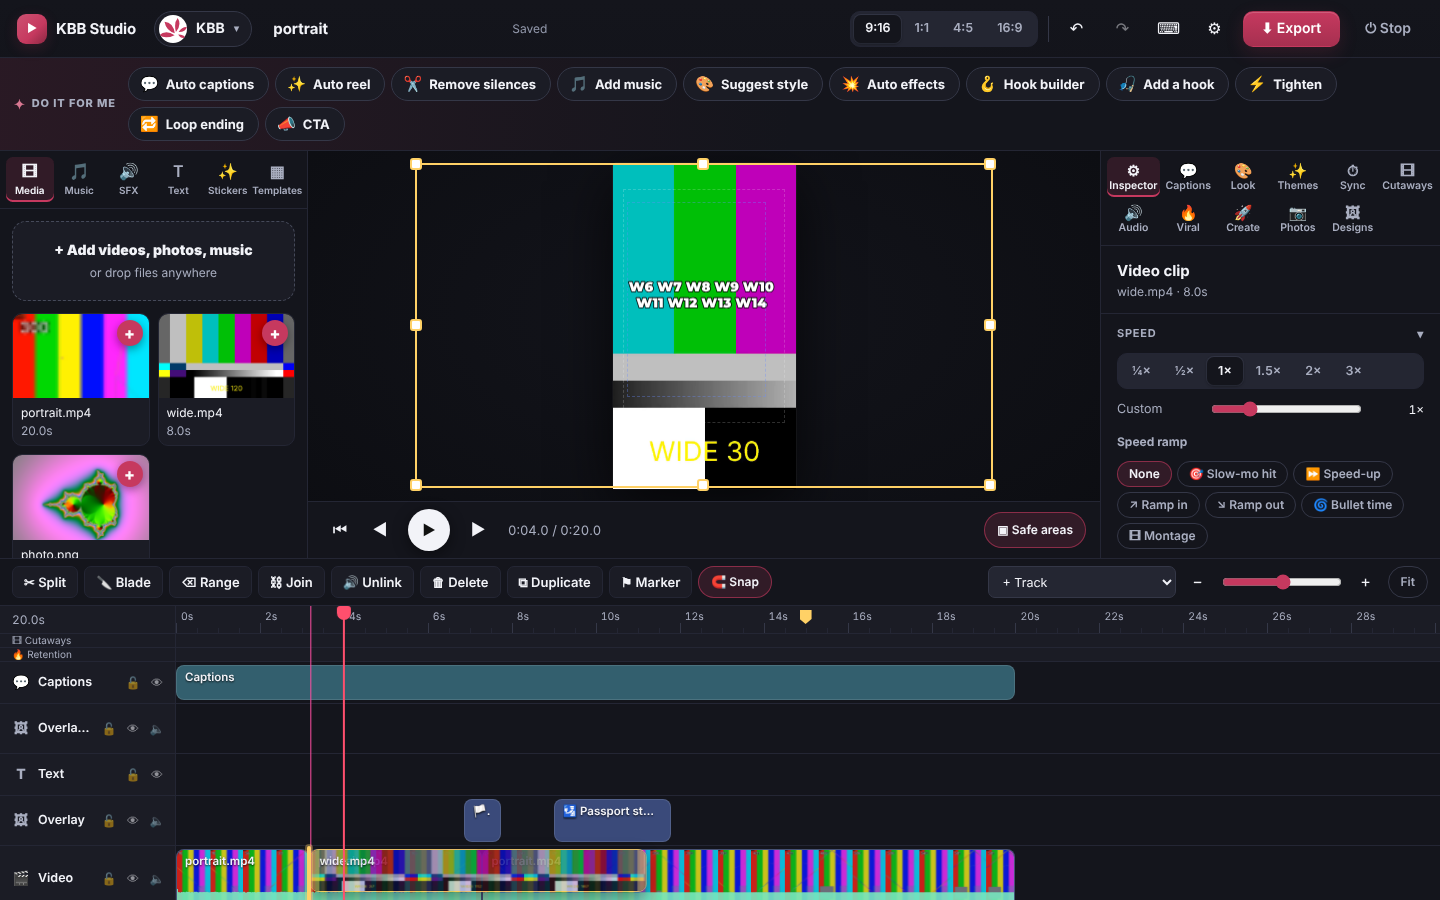 KBB Studio
KBB
portrait
Saved
9:16
1:1
4:5
16:9
Export
Stop
DO IT FOR ME
Auto captions
Auto reel
Remove silences
Add music
Suggest style
Auto effects
Hook builder
Add a hook
Tighten
Loop ending
CTA
Media
Music
SFX
Text
Stickers
Templates
+ Add videos, photos, music
or drop files anywhere
portrait.mp4
20.0s
WIDE 120
wide.mp4
8.0s
photo.png
W6 W7 W8 W9 W10
W11 W12 W13 W14
WIDE 30
0:04.0 / 0:20.0
Safe areas
Inspector
Captions
Look
Themes
Sync
Cutaways
Audio
Viral
Create
Photos
Designs
Video clip
wide.mp4 · 8.0s
SPEED
¼×
½×
1×
1.5×
2×
3×
Custom
1×
Speed ramp
None
Slow-mo hit
Speed-up
Ramp in
Ramp out
Bullet time
Montage
Split
Blade
Range
Join
Unlink
Delete
Duplicate
Marker
Snap
+ Track
− +
Fit
20.0s
0s 2s 4s 6s 8s 10s 12s 14s 16s 18s 20s 22s 24s 26s 28s
Cutaways
Retention
Captions
Captions
Overla...
Text
Overlay
Passport st...
Video
portrait.mp4
wide.mp4
portrait.mp4